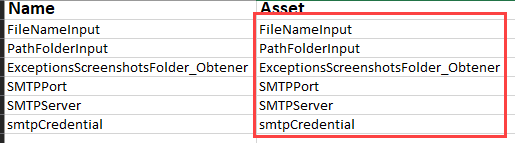 Name Asset
FileNameInput FileNameInput
PathFolderInput PathFolderInput
ExceptionsScreenshotsFolder_Obtener ExceptionsScreenshotsFolder_Obtener
SMTPPort SMTPPort
SMTPServer SMTPServer
smtpCredential smtpCredential